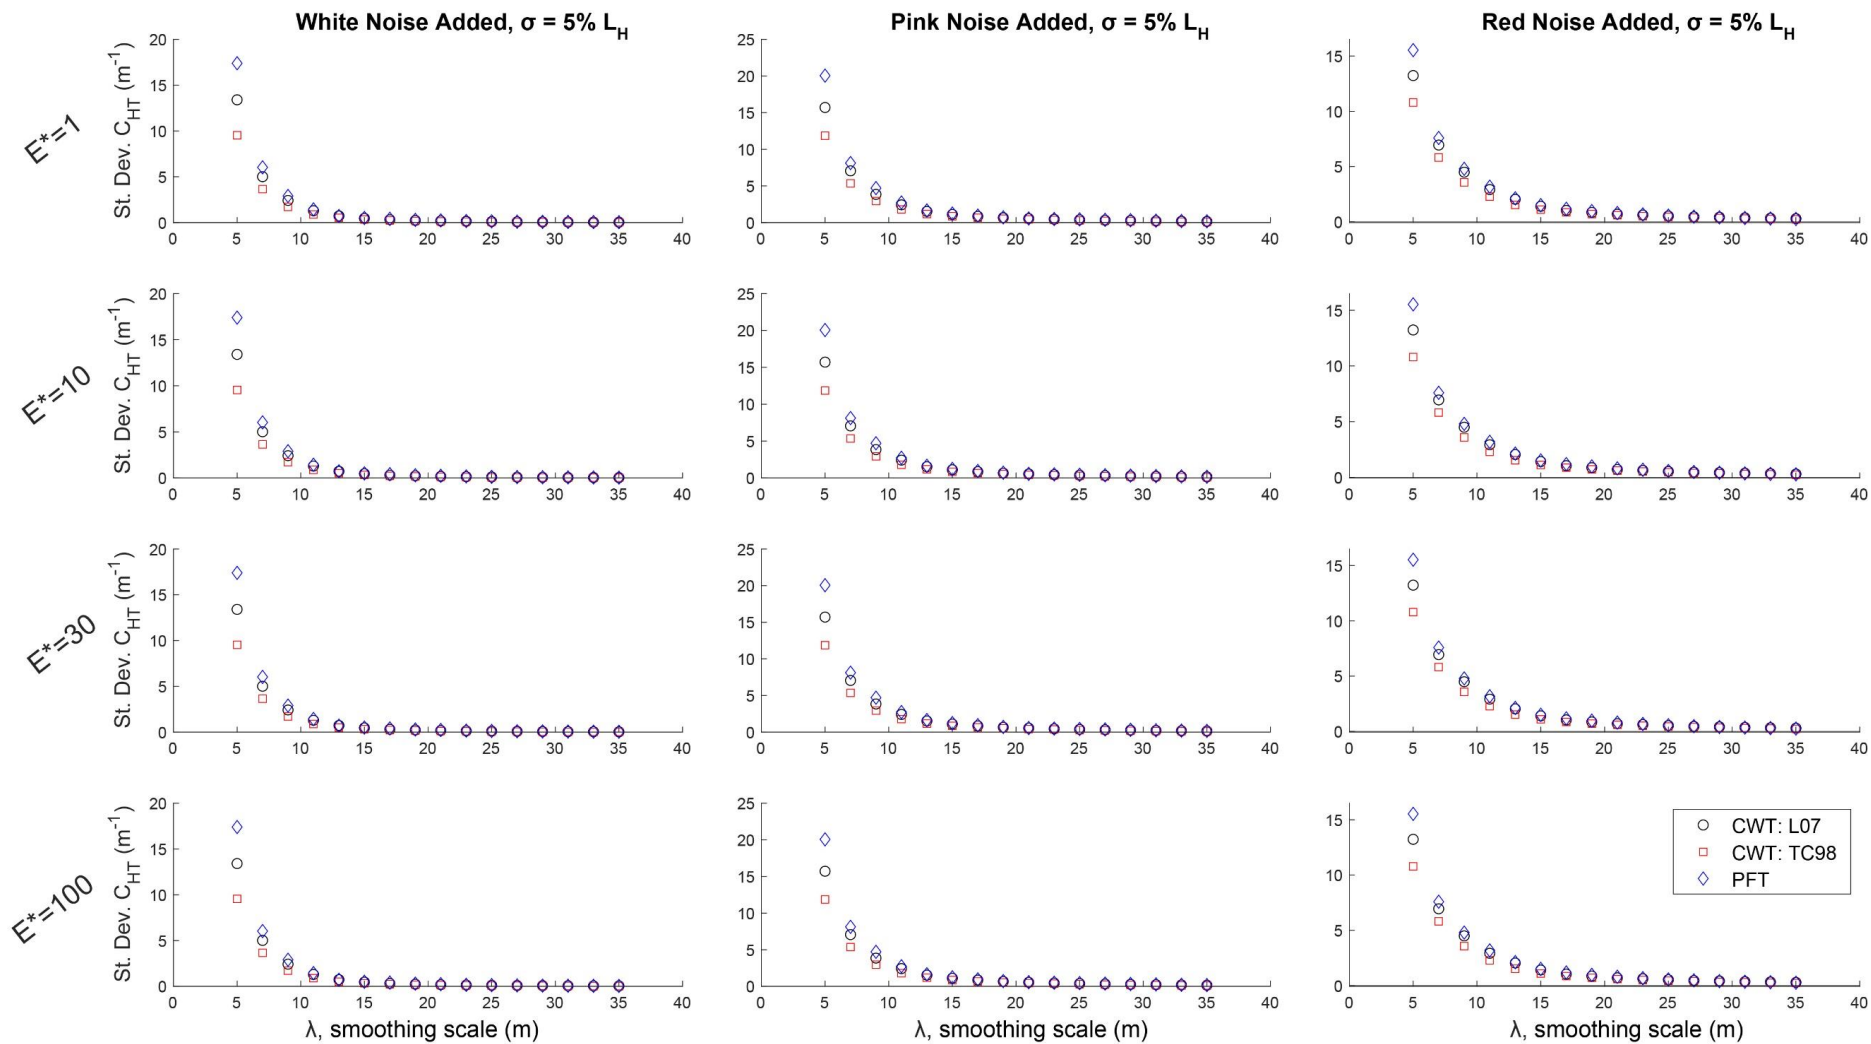 White Noise Added, σ = 5% L_H
Pink Noise Added, σ = 5% L_H
Red Noise Added, σ = 5% L_H
E*=1
St. Dev. C_HT (m^-1)
20
15
10
5
0
0 5 10 15 20 25 30 35 40
25
20
15
10
5
0
0 5 10 15 20 25 30 35 40
15
10
5
0
0 5 10 15 20 25 30 35 40
E*=10
St. Dev. C_HT (m^-1)
20
15
10
5
0
0 5 10 15 20 25 30 35 40
25
20
15
10
5
0
0 5 10 15 20 25 30 35 40
15
10
5
0
0 5 10 15 20 25 30 35 40
E*=30
St. Dev. C_HT (m^-1)
20
15
10
5
0
0 5 10 15 20 25 30 35 40
25
20
15
10
5
0
0 5 10 15 20 25 30 35 40
15
10
5
0
0 5 10 15 20 25 30 35 40
E*=100
St. Dev. C_HT (m^-1)
20
15
10
5
0
0 5 10 15 20 25 30 35 40
λ, smoothing scale (m)
25
20
15
10
5
0
0 5 10 15 20 25 30 35 40
λ, smoothing scale (m)
15
10
5
0
0 5 10 15 20 25 30 35 40
λ, smoothing scale (m)
CWT: L07
CWT: TC98
PFT